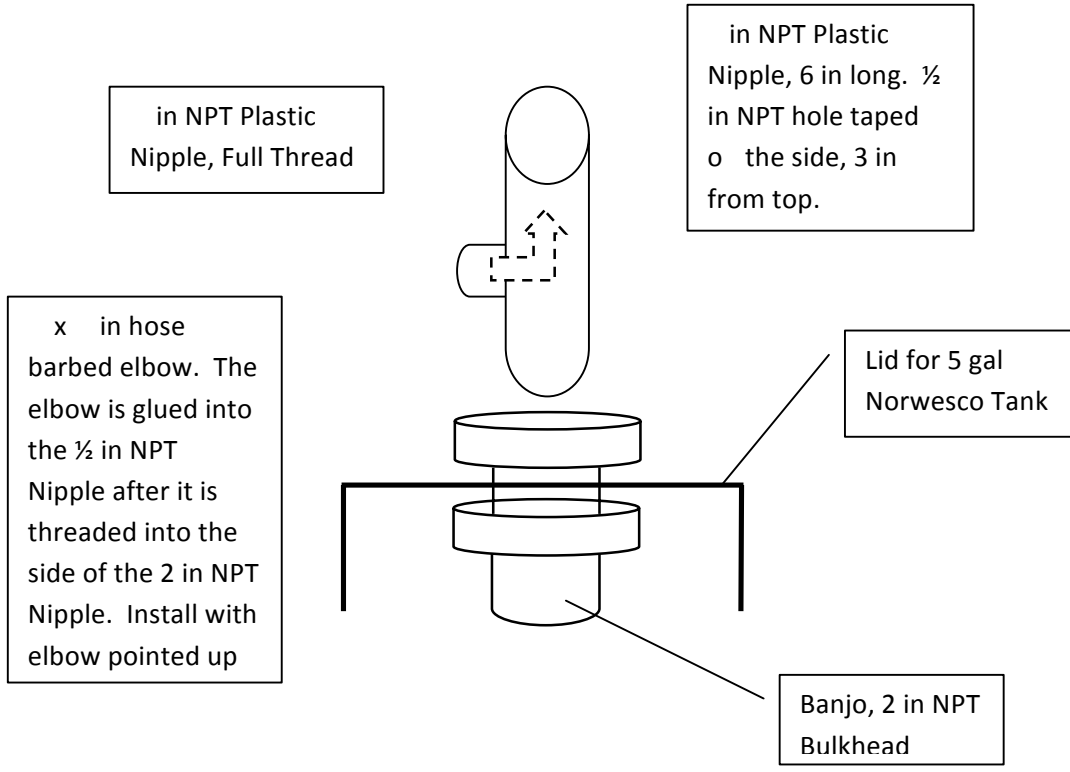 in NPT Plastic
Nipple, Full Thread
in NPT Plastic
Nipple, 6 in long. ½
in NPT hole taped
o the side, 3 in
from top.
x in hose
barbed elbow. The
elbow is glued into
the ½ in NPT
Nipple after it is
threaded into the
side of the 2 in NPT
Nipple. Install with
elbow pointed up
Lid for 5 gal
Norwesco Tank
Banjo, 2 in NPT
Bulkhead